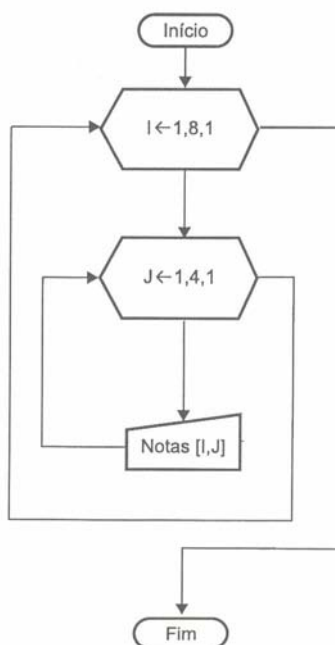 Início
I←1,8,1
J←1,4,1
Notas [I,J]
Fim